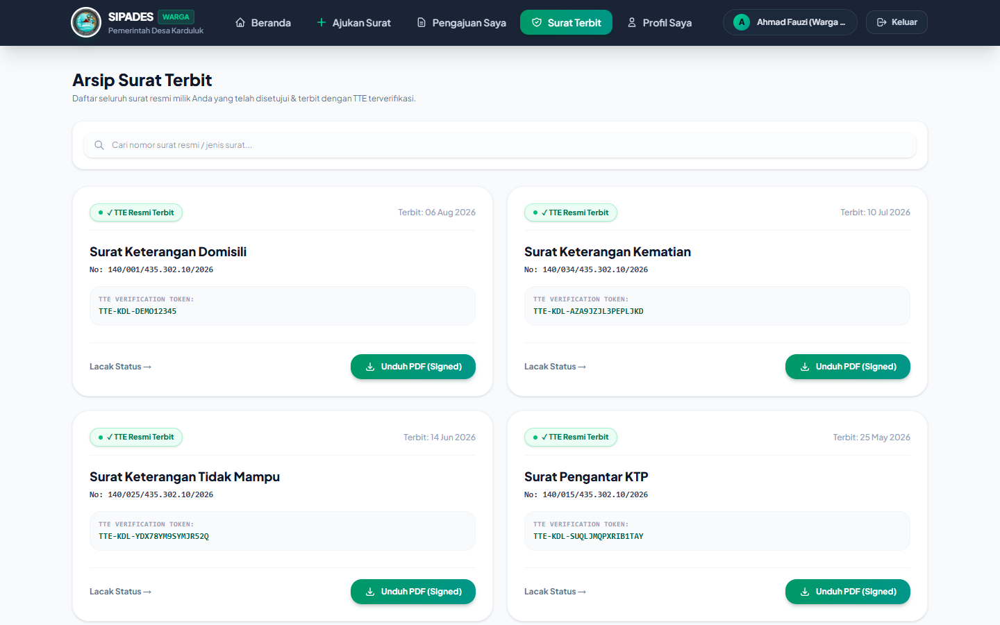 SIPADES WARGA
Pemerintah Desa Karduluk
Beranda
Ajukan Surat
Pengajuan Saya
Surat Terbit
Profil Saya
A
Ahmad Fauzi (Warga ...
Keluar
Arsip Surat Terbit
Daftar seluruh surat resmi milik Anda yang telah disetujui & terbit dengan TTE terverifikasi.
Cari nomor surat resmi / jenis surat...
✓ TTE Resmi Terbit
Terbit: 06 Aug 2026
Surat Keterangan Domisili
No: 140/001/435.302.10/2026
TTE VERIFICATION TOKEN:
TTE-KDL-DEMO12345
Lacak Status →
Unduh PDF (Signed)
✓ TTE Resmi Terbit
Terbit: 10 Jul 2026
Surat Keterangan Kematian
No: 140/034/435.302.10/2026
TTE VERIFICATION TOKEN:
TTE-KDL-AZA9JZJL3PEPLJKD
Lacak Status →
Unduh PDF (Signed)
✓ TTE Resmi Terbit
Terbit: 14 Jun 2026
Surat Keterangan Tidak Mampu
No: 140/025/435.302.10/2026
TTE VERIFICATION TOKEN:
TTE-KDL-YDX78YM9SYMJR52Q
Lacak Status →
Unduh PDF (Signed)
✓ TTE Resmi Terbit
Terbit: 25 May 2026
Surat Pengantar KTP
No: 140/015/435.302.10/2026
TTE VERIFICATION TOKEN:
TTE-KDL-SUQLJMQPXRIB1TAY
Lacak Status →
Unduh PDF (Signed)